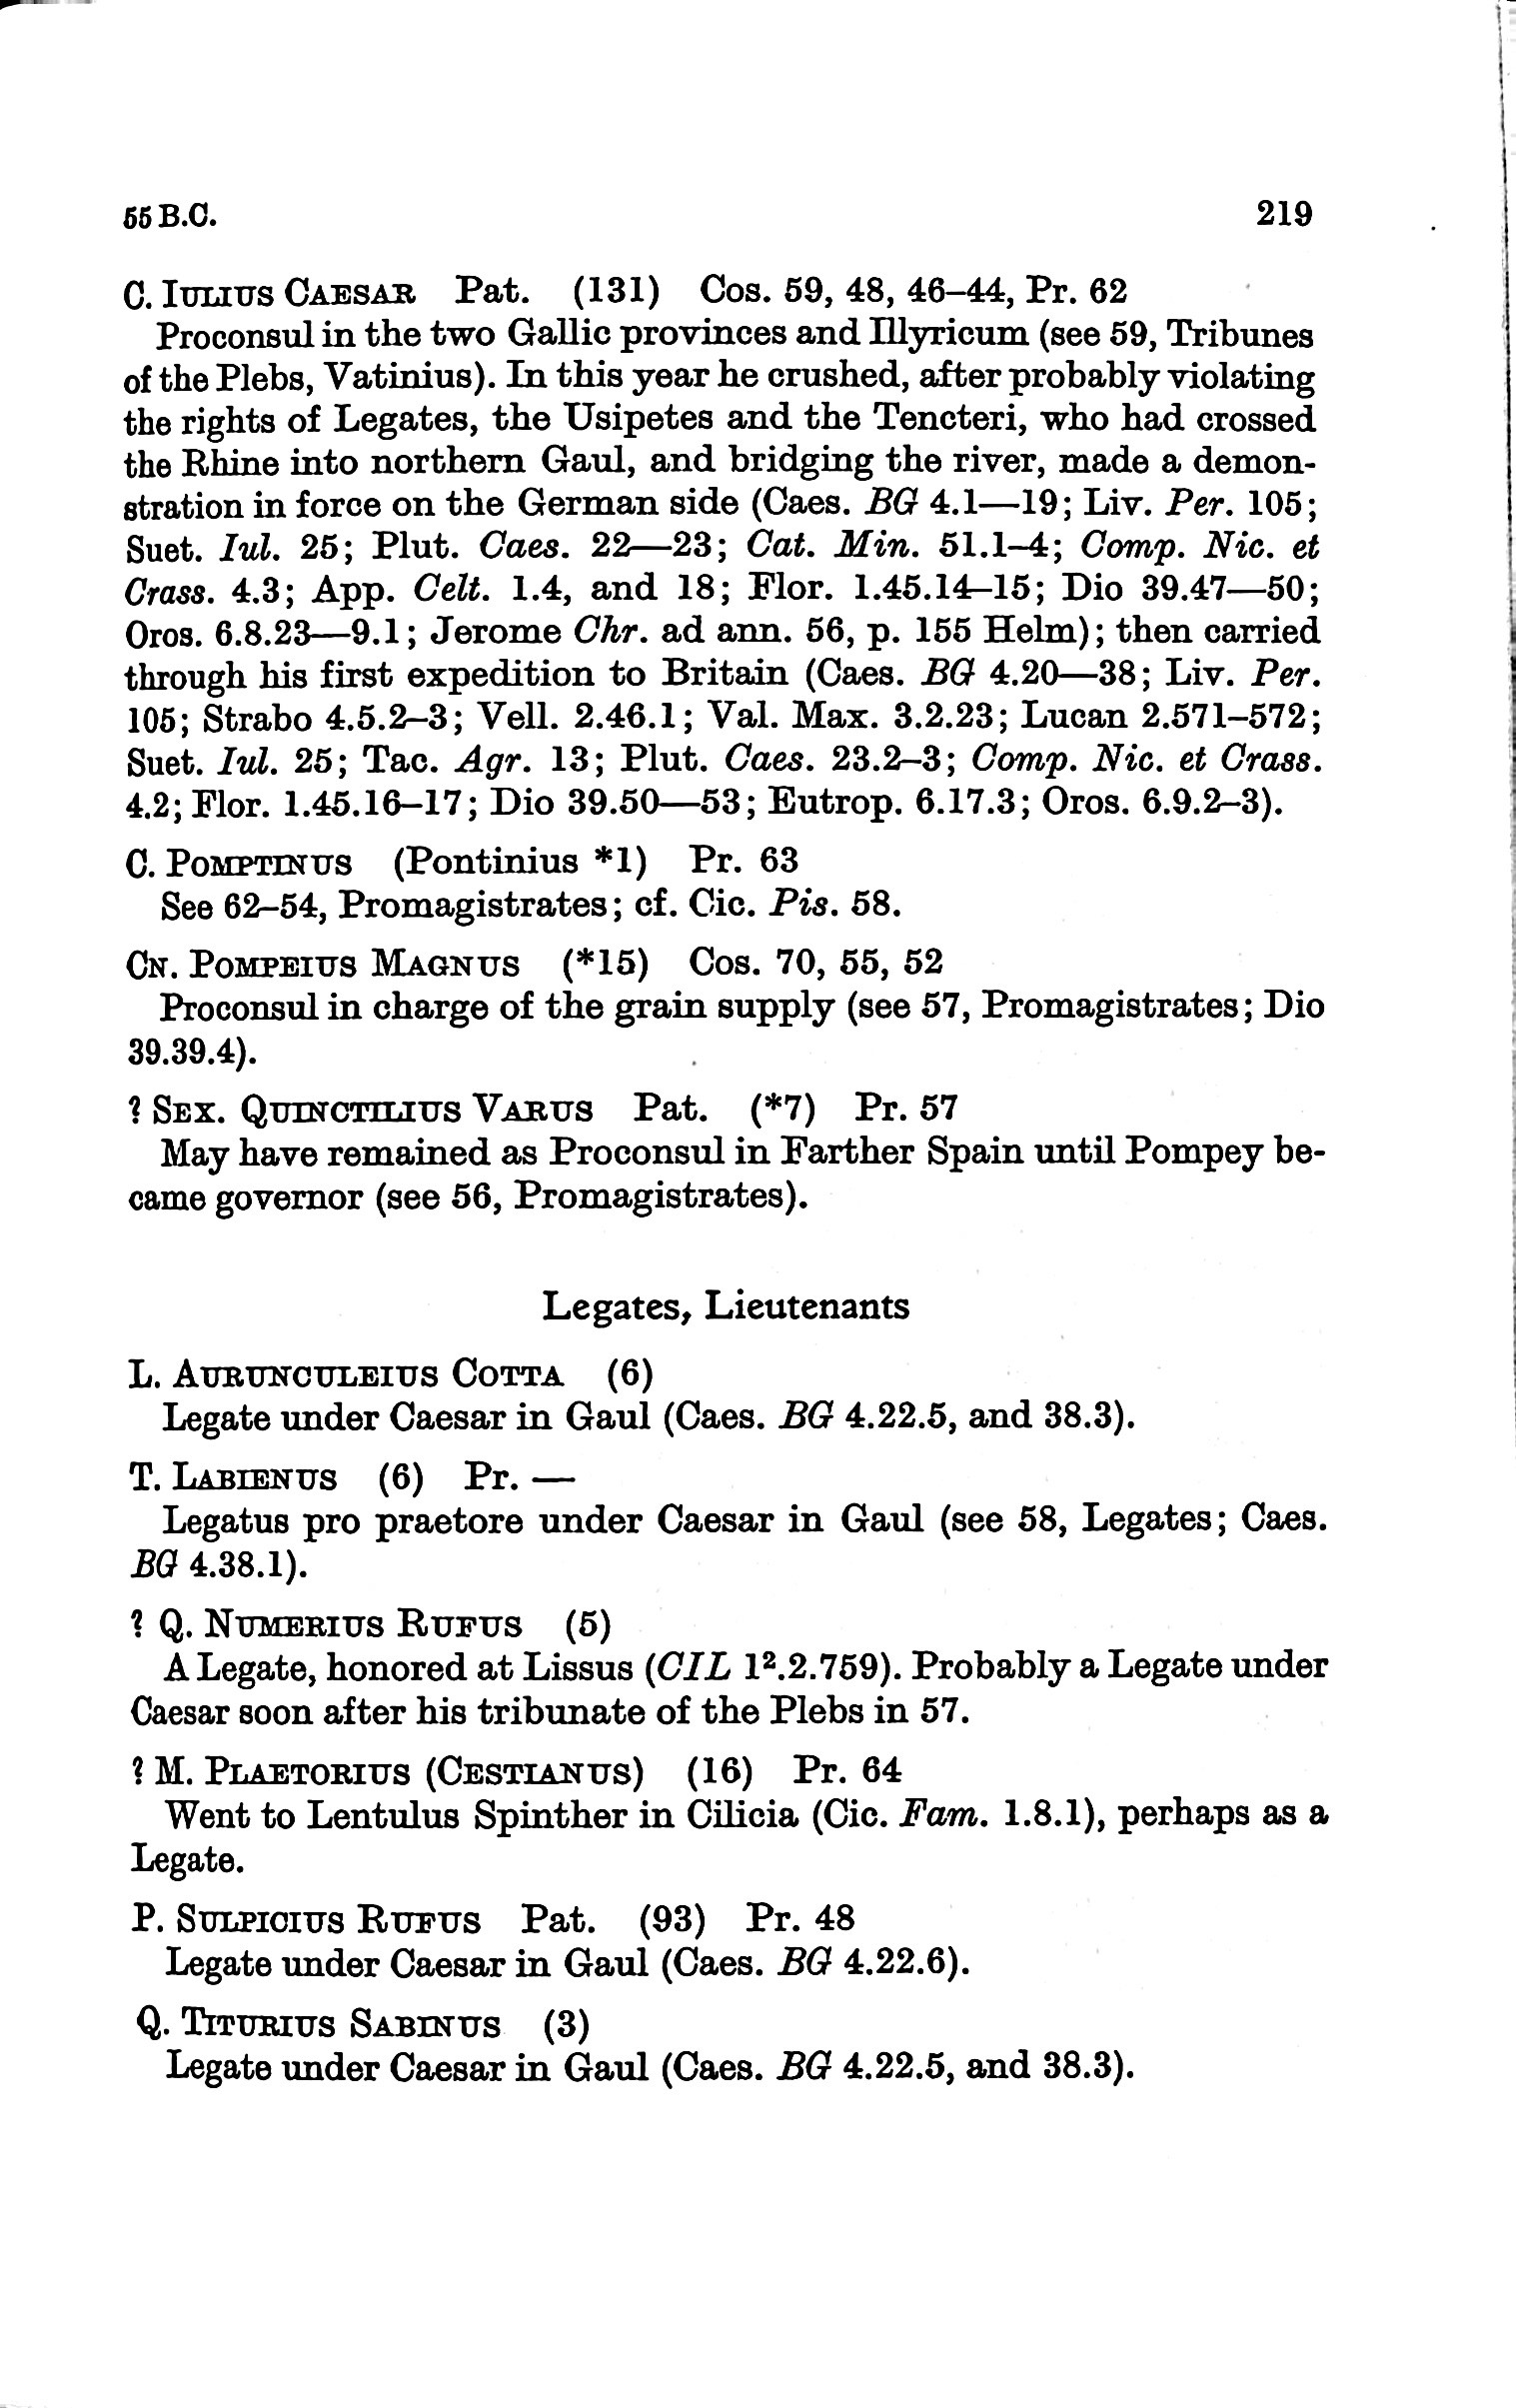 55 B.C. 219
C. IULIUS CAESAR Pat. (131) Cos. 59, 48, 46–44, Pr. 62
Proconsul in the two Gallic provinces and Illyricum (see 59, Tribunes
of the Plebs, Vatinius). In this year he crushed, after probably violating
the rights of Legates, the Usipetes and the Tencteri, who had crossed
the Rhine into northern Gaul, and bridging the river, made a demon-
stration in force on the German side (Caes. BG 4.1—19; Liv. Per. 105;
Suet. Iul. 25; Plut. Caes. 22—23; Cat. Min. 51.1–4; Comp. Nic. et
Crass. 4.3; App. Celt. 1.4, and 18; Flor. 1.45.14–15; Dio 39.47—50;
Oros. 6.8.23—9.1; Jerome Chr. ad ann. 56, p. 155 Helm); then carried
through his first expedition to Britain (Caes. BG 4.20—38; Liv. Per.
105; Strabo 4.5.2–3; Vell. 2.46.1; Val. Max. 3.2.23; Lucan 2.571–572;
Suet. Iul. 25; Tac. Agr. 13; Plut. Caes. 23.2–3; Comp. Nic. et Crass.
4.2; Flor. 1.45.16–17; Dio 39.50—53; Eutrop. 6.17.3; Oros. 6.9.2–3).
C. POMPTINUS (Pontinius *1) Pr. 63
See 62–54, Promagistrates; cf. Cic. Pis. 58.
CN. POMPEIUS MAGNUS (*15) Cos. 70, 55, 52
Proconsul in charge of the grain supply (see 57, Promagistrates; Dio
39.39.4).
? SEX. QUINCTILIUS VARUS Pat. (*7) Pr. 57
May have remained as Proconsul in Farther Spain until Pompey be-
came governor (see 56, Promagistrates).
Legates, Lieutenants
L. AURUNCULEIUS COTTA (6)
Legate under Caesar in Gaul (Caes. BG 4.22.5, and 38.3).
T. LABIENUS (6) Pr. —
Legatus pro praetore under Caesar in Gaul (see 58, Legates; Caes.
BG 4.38.1).
? Q. NUMERIUS RUFUS (5)
A Legate, honored at Lissus (CIL 1².2.759). Probably a Legate under
Caesar soon after his tribunate of the Plebs in 57.
? M. PLAETORIUS (CESTIANUS) (16) Pr. 64
Went to Lentulus Spinther in Cilicia (Cic. Fam. 1.8.1), perhaps as a
Legate.
P. SULPICIUS RUFUS Pat. (93) Pr. 48
Legate under Caesar in Gaul (Caes. BG 4.22.6).
Q. TITURIUS SABINUS (3)
Legate under Caesar in Gaul (Caes. BG 4.22.5, and 38.3).